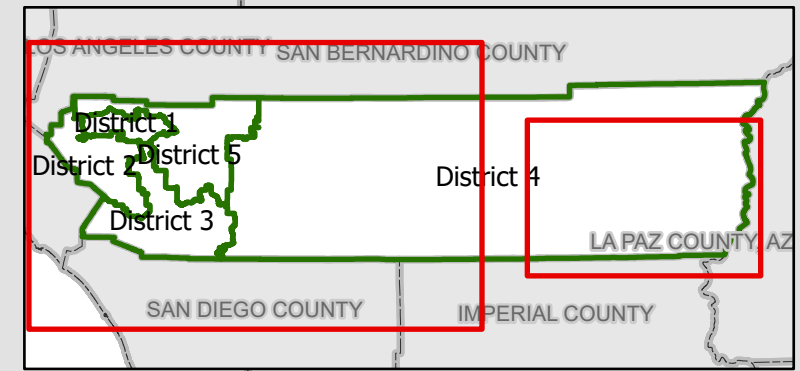 LOS ANGELES COUNTY
SAN BERNARDINO COUNTY
District 1
District 2
District 5
District 4
District 3
LA PAZ COUNTY, AZ
SAN DIEGO COUNTY
IMPERIAL COUNTY